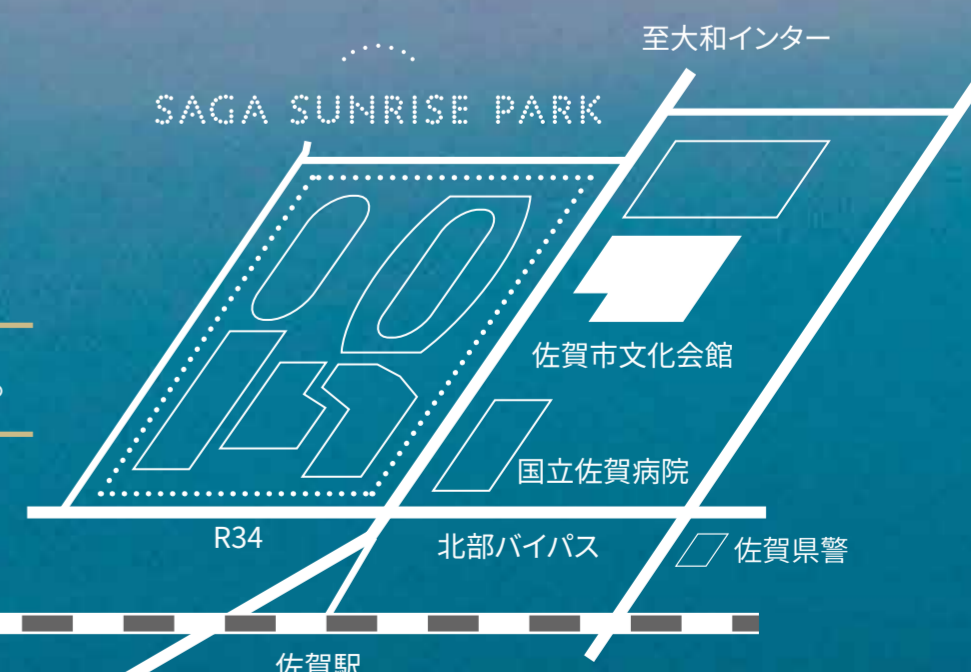 至大和インター
SAGA SUNRISE PARK
佐賀市文化会館
国立佐賀病院
R34
北部バイパス
佐賀県警
佐賀駅